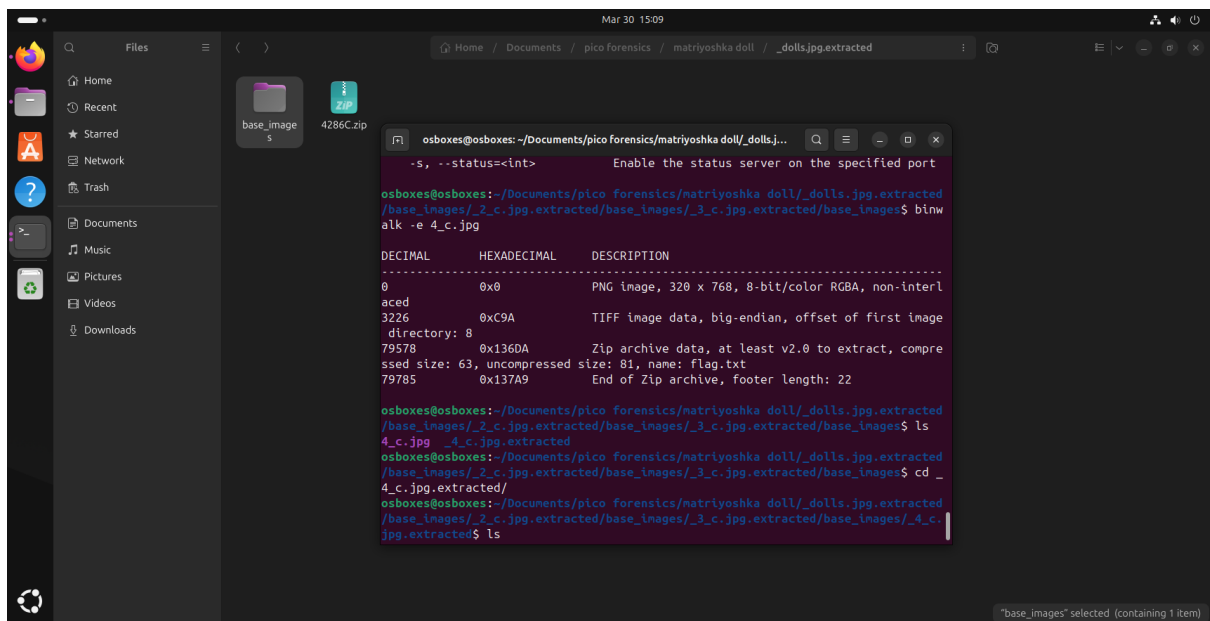 Mar 30 15:09
Files
Home / Documents / pico forensics / matriyoshka doll / _dolls.jpg.extracted
Home
Recent
Starred
Network
Trash
Documents
Music
Pictures
Videos
Downloads
base_image
s
ZIP
4286C.zip
osboxes@osboxes: ~/Documents/pico forensics/matriyoshka doll/_dolls.j...
-s, --status=<int> Enable the status server on the specified port
osboxes@osboxes:~/Documents/pico forensics/matriyoshka doll/_dolls.jpg.extracted
/base_images/_2_c.jpg.extracted/base_images/_3_c.jpg.extracted/base_images$ binw
alk -e 4_c.jpg
DECIMAL HEXADECIMAL DESCRIPTION
--------------------------------------------------------------------------------
0 0x0 PNG image, 320 x 768, 8-bit/color RGBA, non-interl
aced
3226 0xC9A TIFF image data, big-endian, offset of first image
directory: 8
79578 0x136DA Zip archive data, at least v2.0 to extract, compre
ssed size: 63, uncompressed size: 81, name: flag.txt
79785 0x137A9 End of Zip archive, footer length: 22
osboxes@osboxes:~/Documents/pico forensics/matriyoshka doll/_dolls.jpg.extracted
/base_images/_2_c.jpg.extracted/base_images/_3_c.jpg.extracted/base_images$ ls
4_c.jpg _4_c.jpg.extracted
osboxes@osboxes:~/Documents/pico forensics/matriyoshka doll/_dolls.jpg.extracted
/base_images/_2_c.jpg.extracted/base_images/_3_c.jpg.extracted/base_images$ cd _
4_c.jpg.extracted/
osboxes@osboxes:~/Documents/pico forensics/matriyoshka doll/_dolls.jpg.extracted
/base_images/_2_c.jpg.extracted/base_images/_3_c.jpg.extracted/base_images/_4_c.
jpg.extracted$ ls
"base_images" selected (containing 1 item)